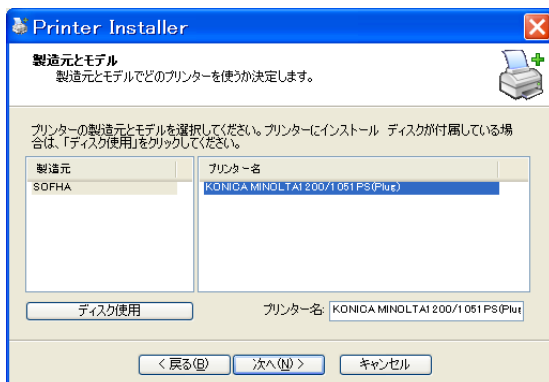 Printer Installer
製造元とモデル
製造元とモデルでどのプリンターを使うか決定します。
プリンターの製造元とモデルを選択してください。プリンターにインストール ディスクが付属している場
合は、「ディスク使用」をクリックしてください。
製造元
プリンター名
SOFHA
KONICA MINOLTA1200/1051PS(Plug)
ディスク使用
プリンター名: KONICA MINOLTA1200/1051PS(Plug
< 戻る(B)
次へ(N) >
キャンセル